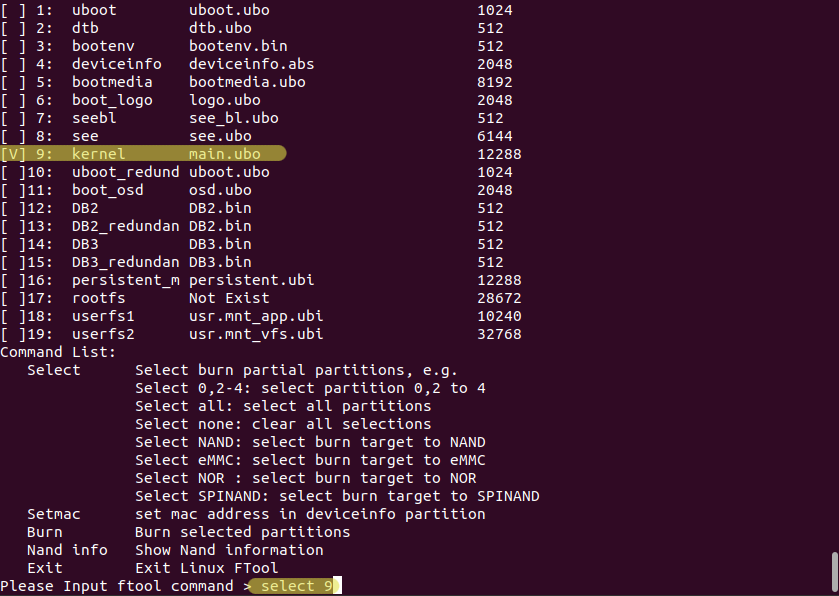 [ ] 1:  uboot       uboot.ubo                       1024
[ ] 2:  dtb         dtb.ubo                         512
[ ] 3:  bootenv     bootenv.bin                     512
[ ] 4:  deviceinfo  deviceinfo.abs                  2048
[ ] 5:  bootmedia   bootmedia.ubo                   8192
[ ] 6:  boot_logo   logo.ubo                        2048
[ ] 7:  seebl       see_bl.ubo                      512
[ ] 8:  see         see.ubo                         6144
[V] 9:  kernel      main.ubo                        12288
[ ]10:  uboot_redund uboot.ubo                      1024
[ ]11:  boot_osd    osd.ubo                         2048
[ ]12:  DB2         DB2.bin                         512
[ ]13:  DB2_redundan DB2.bin                        512
[ ]14:  DB3         DB3.bin                         512
[ ]15:  DB3_redundan DB3.bin                        512
[ ]16:  persistent_m persistent.ubi                 12288
[ ]17:  rootfs      Not Exist                       28672
[ ]18:  userfs1     usr.mnt_app.ubi                 10240
[ ]19:  userfs2     usr.mnt_vfs.ubi                 32768
Command List:
   Select      Select burn partial partitions, e.g.
               Select 0,2-4: select partition 0,2 to 4
               Select all: select all partitions
               Select none: clear all selections
               Select NAND: select burn target to NAND
               Select eMMC: select burn target to eMMC
               Select NOR : select burn target to NOR
               Select SPINAND: select burn target to SPINAND
   Setmac      set mac address in deviceinfo partition
   Burn        Burn selected partitions
   Nand info   Show Nand information
   Exit        Exit Linux FTool
Please Input ftool command > select 9